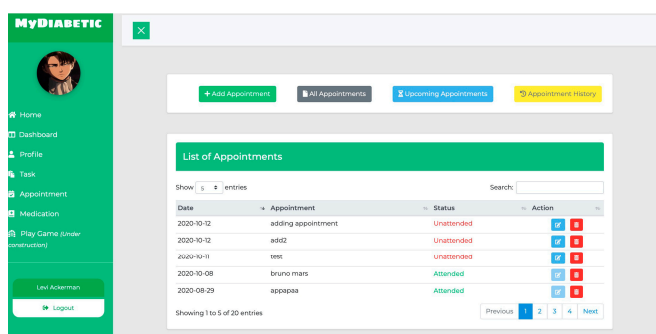 MyDiabetic
Home
Dashboard
Profile
Task
Appointment
Medication
Play Game (Under
construction)
Levi Ackerman
Logout
+ Add Appointment
All Appointments
Upcoming Appointments
Appointment History
List of Appointments
Show 5 entries
Search:
Date Appointment Status Action
2020-10-12 adding appointment Unattended
2020-10-12 add2 Unattended
2020-10-11 test Unattended
2020-10-08 bruno mars Attended
2020-08-29 appapaa Attended
Showing 1 to 5 of 20 entries
Previous 1 2 3 4 Next